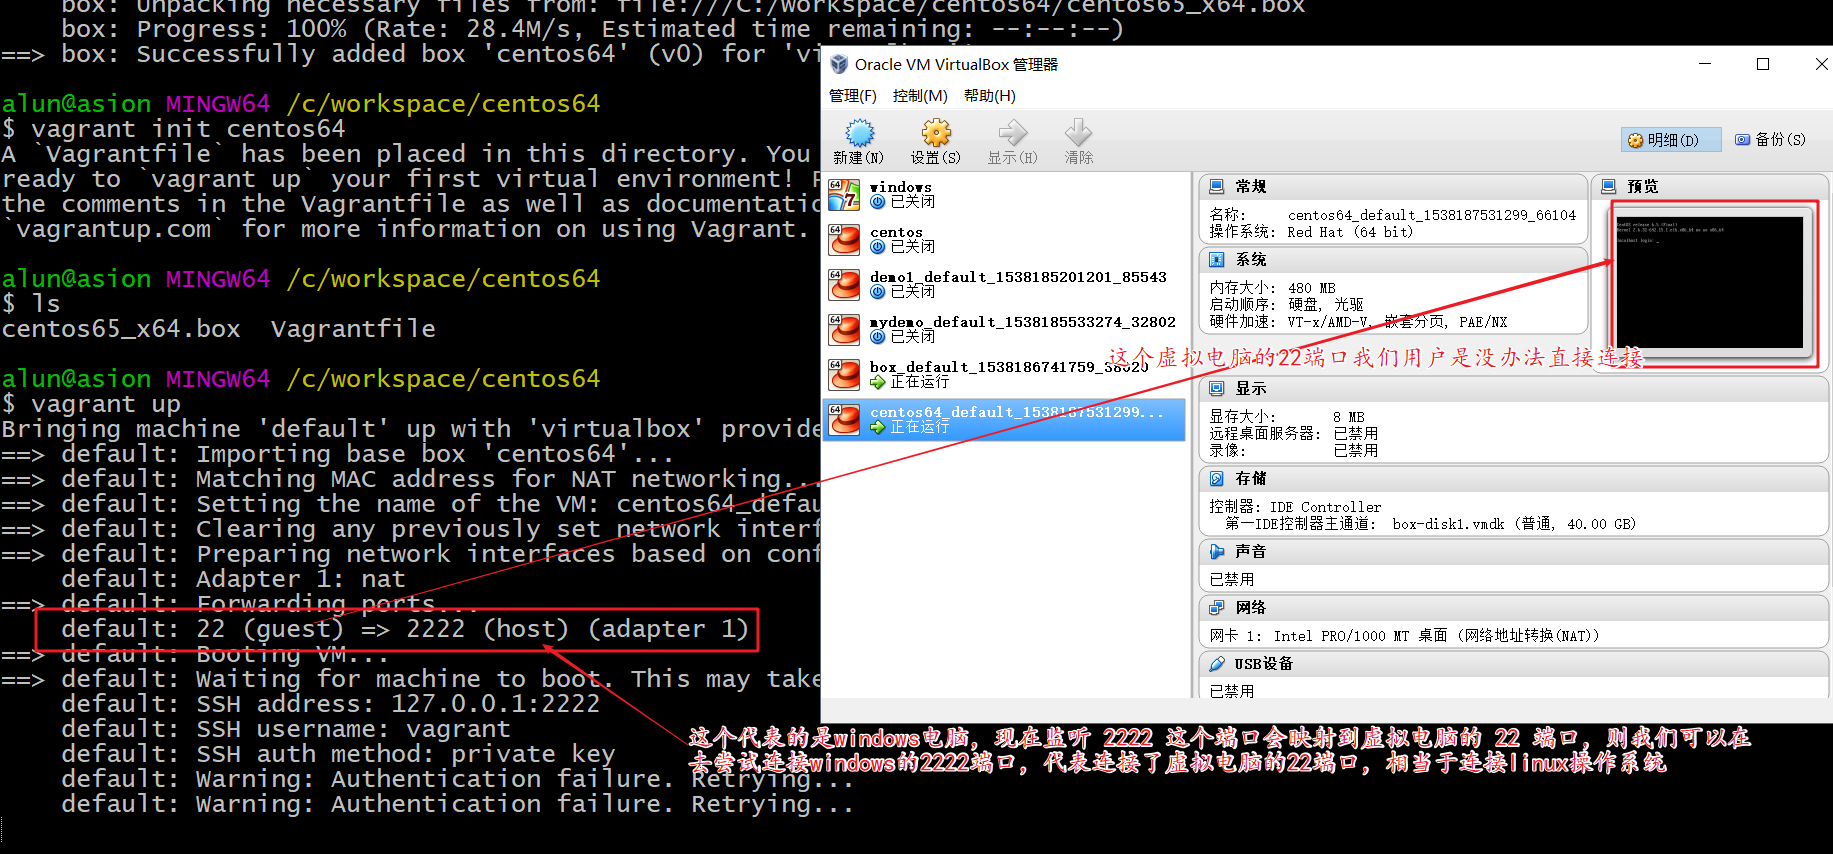 box: Unpacking necessary files from: file:///C:/workspace/centos64/centos65_x64.box
box: Progress: 100% (Rate: 28.4M/s, Estimated time remaining: --:--:--)
==> box: Successfully added box 'centos64' (v0) for
alun@asion MINGW64 /c/workspace/centos64
$ vagrant init centos64
A `Vagrantfile` has been placed in this directory. You
ready to `vagrant up` your first virtual environment!
the comments in the Vagrantfile as well as
`vagrantup.com` for more information on using Vagrant.
alun@asion MINGW64 /c/workspace/centos64
$ ls
centos65_x64.box  Vagrantfile
alun@asion MINGW64 /c/workspace/centos64
$ vagrant up
Bringing machine 'default' up with 'virtualbox'
==> default: Importing base box 'centos64'...
==> default: Matching MAC address for NAT networking...
==> default: Setting the name of the VM: centos64_defau
==> default: Clearing any previously set network interf
==> default: Preparing network interfaces based on conf
default: Adapter 1: nat
==> default: Forwarding ports...
default: 22 (guest) => 2222 (host) (adapter 1)
==> default: Booting VM...
==> default: Waiting for machine to boot. This may take
default: SSH address: 127.0.0.1:2222
default: SSH username: vagrant
default: SSH auth method: private key
default: Warning: Authentication failure. Retrying...
default: Warning: Authentication failure. Retrying...
Oracle VM VirtualBox 管理器
管理(F) 控制(M) 帮助(H)
新建(N) 设置(S) 显示(H) 清除
明细(D) 备份(S)
windows
已关闭
centos
已关闭
demo1_default_1538185201201_85543
已关闭
mydemo_default_1538185533274_32802
已关闭
box_default_1538186741759_38020
正在运行
centos64_default_1538187531299...
正在运行
常规
名称: centos64_default_1538187531299_66104
操作系统: Red Hat (64 bit)
系统
内存大小: 480 MB
启动顺序: 硬盘, 光驱
硬件加速: VT-x/AMD-V, 嵌套分页, PAE/NX
预览
这个虚拟电脑的22端口我们用户是没办法直接连接
显示
显存大小: 8 MB
远程桌面服务器: 已禁用
录像: 已禁用
存储
控制器: IDE Controller
第一IDE控制器主通道: box-disk1.vmdk (普通, 40.00 GB)
声音
已禁用
网络
网卡 1: Intel PRO/1000 MT 桌面 (网络地址转换(NAT))
USB设备
已禁用
这个代表的是windows电脑，现在监听 2222 这个端口会映射到虚拟电脑的 22 端口，则我们可以在
去尝试连接windows的2222端口，代表连接了虚拟电脑的22端口，相当于连接linux操作系统